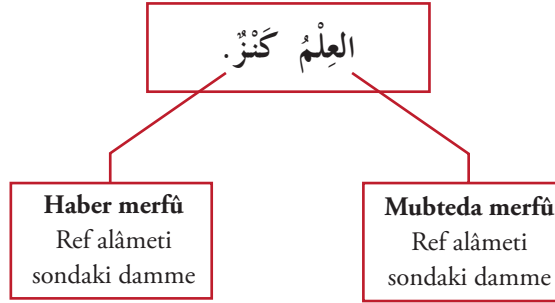 العِلْمُ كَنْزٌ.
Haber merfû
Ref alâmeti
sondaki damme
Mubteda merfû
Ref alâmeti
sondaki damme